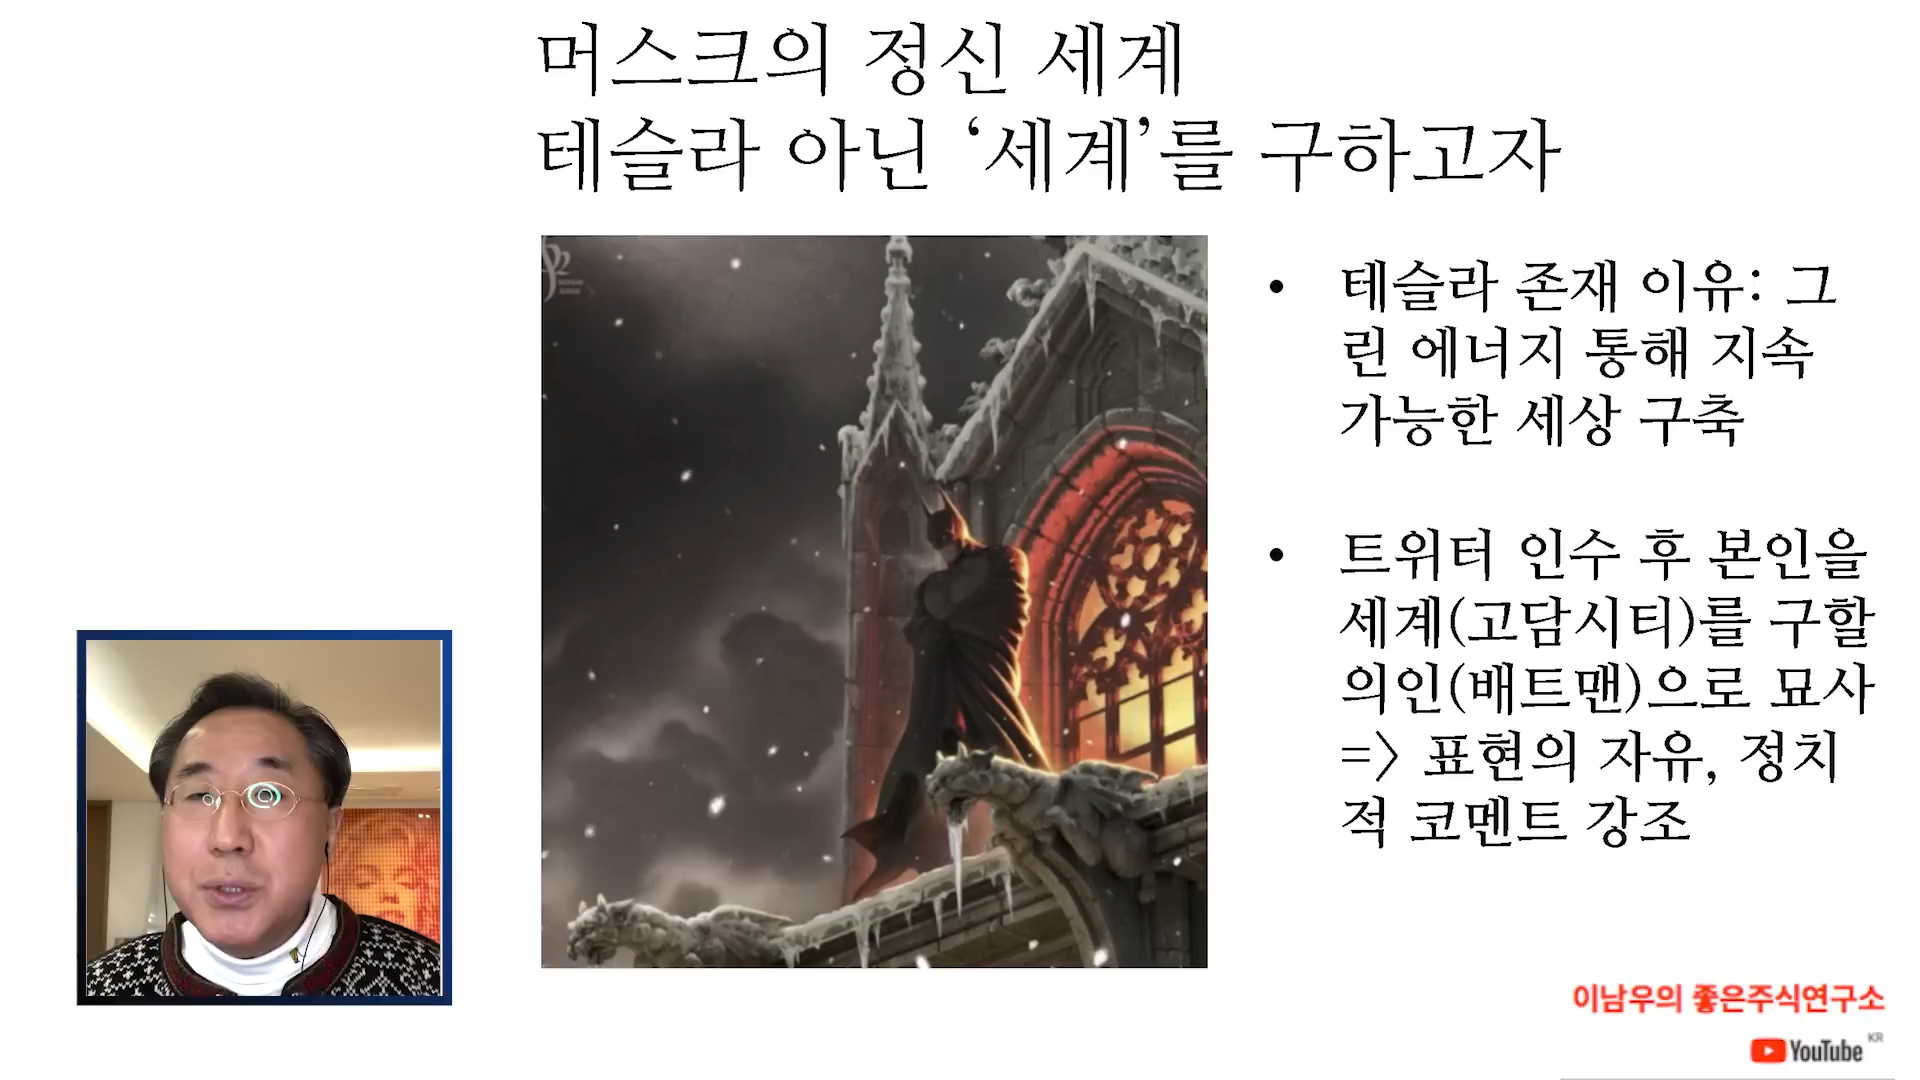 머스크의 정신 세계
테슬라 아닌 ‘세계’를 구하고자
• 테슬라 존재 이유: 그
린 에너지 통해 지속
가능한 세상 구축
• 트위터 인수 후 본인을
세계(고담시티)를 구할
의인(배트맨)으로 묘사
=> 표현의 자유, 정치
적 코멘트 강조
이남우의 좋은주식연구소
YouTube KR